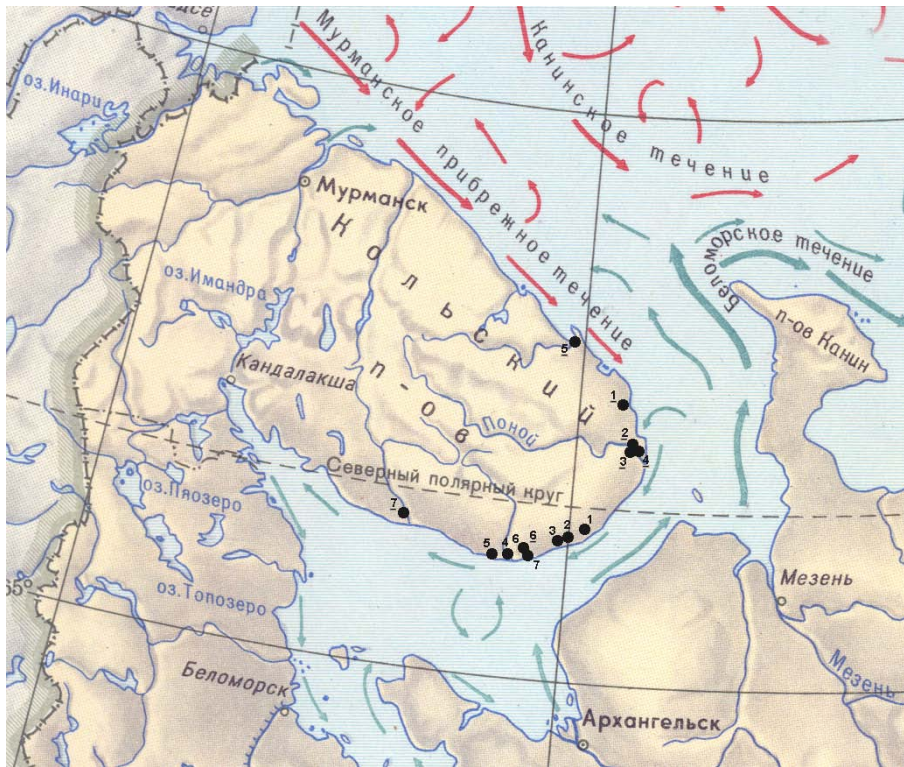 оз.Инари
Мурманское прибрежное течение
Канинское течение
Мурманск
Кольский п-ов
Беломорское течение
п-ов Канин
оз.Имандра
Кандалакша
Поной
Северный полярный круг
оз.Пяозеро
оз.Топозеро
65°
Беломорск
Архангельск
Мезень
Мезень
5
1
2
3
4
7
5
4
6
6
7
3
2
1